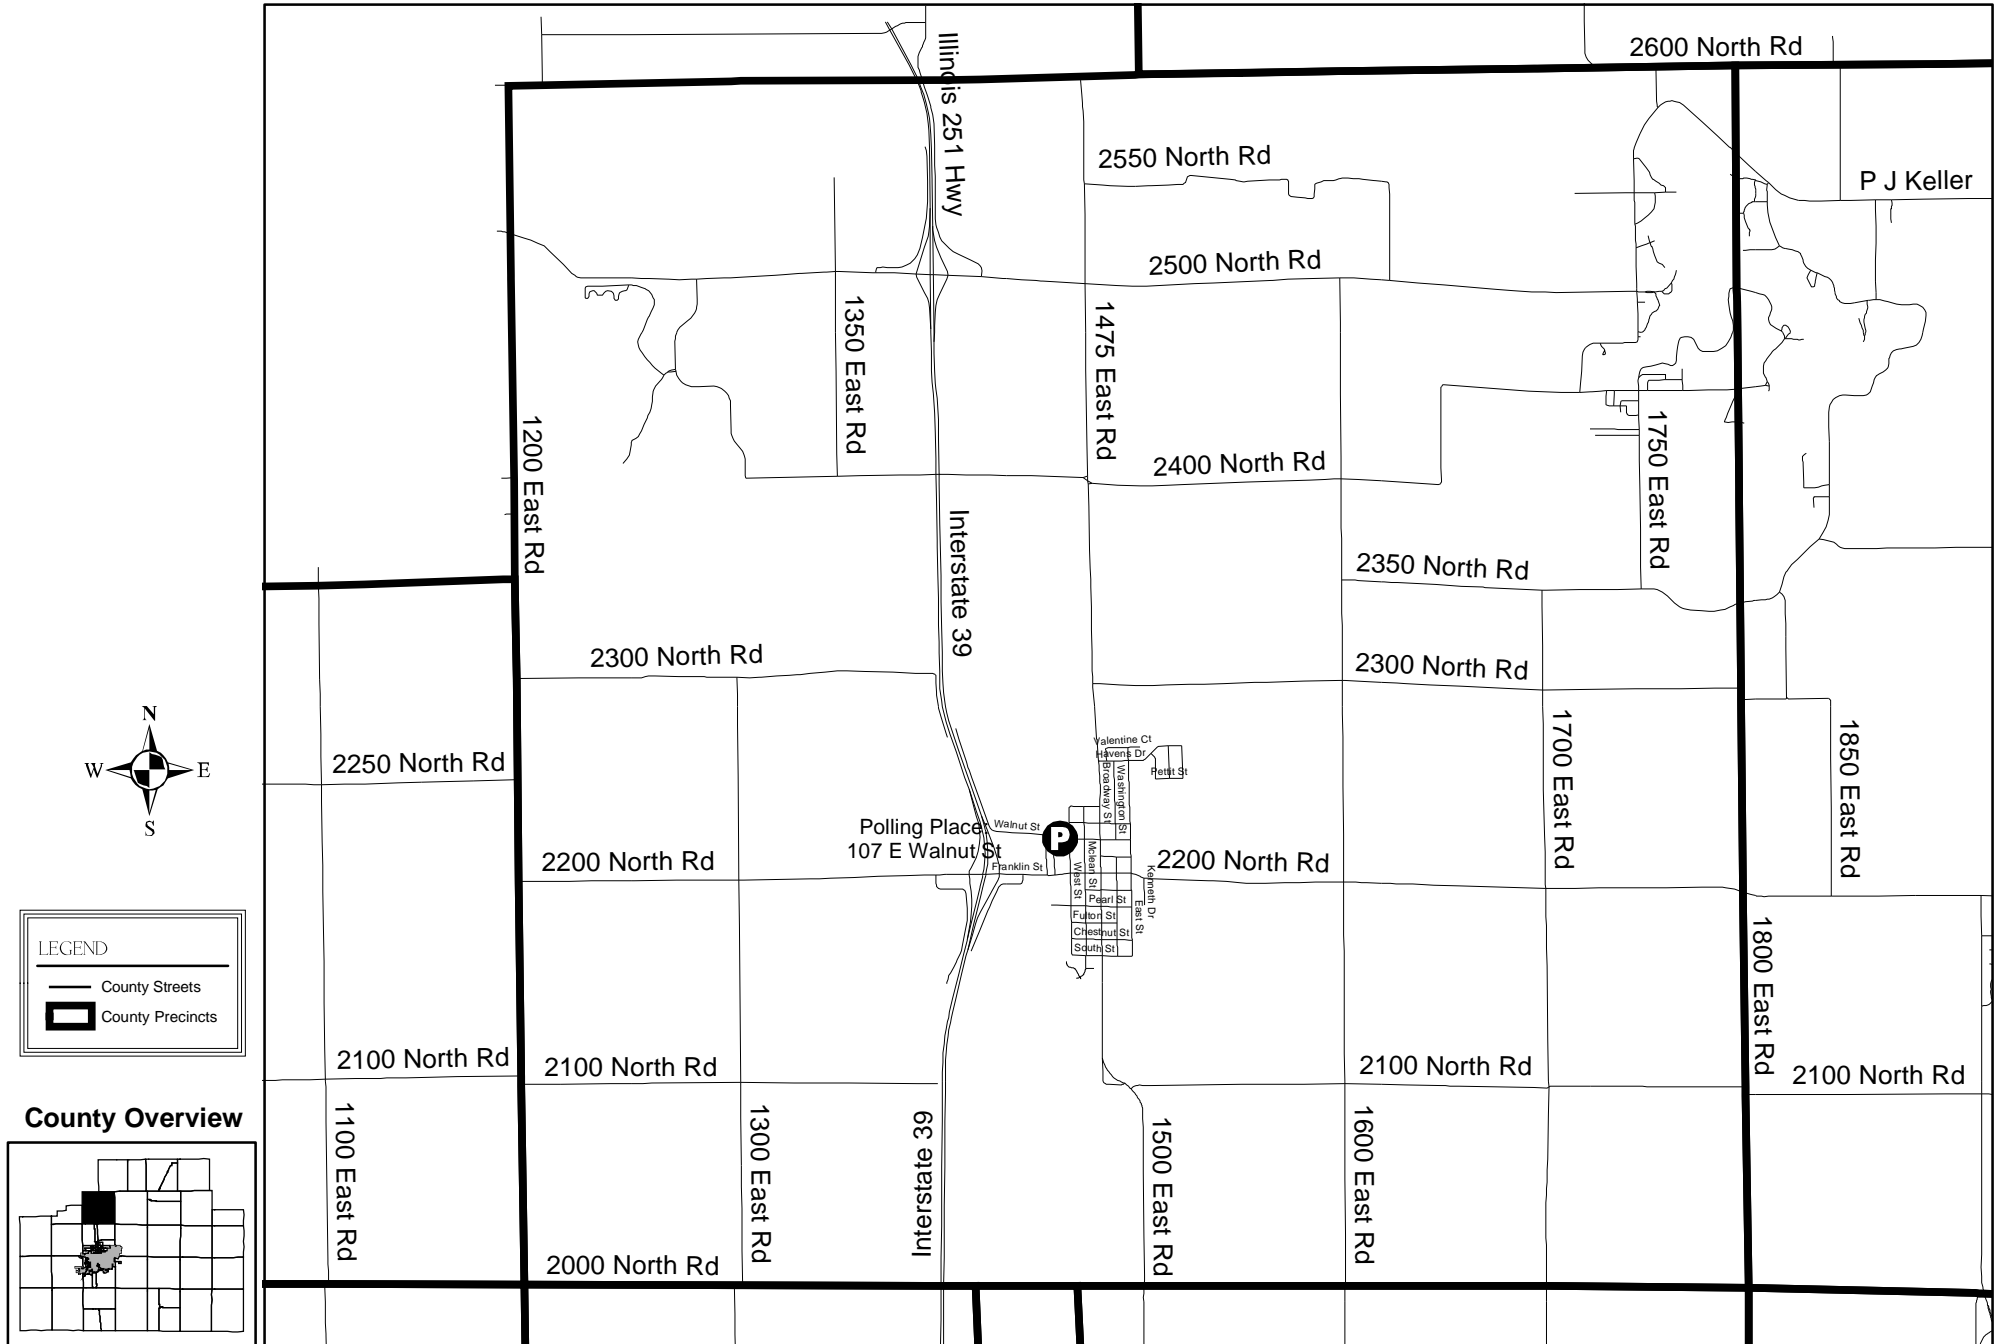 2600 North Rd
Illinois 251 Hwy
2550 North Rd
P J Keller
2500 North Rd
1350 East Rd
1475 East Rd
1200 East Rd
1750 East Rd
2400 North Rd
Interstate 39
2350 North Rd
2300 North Rd
2300 North Rd
N
W
E
S
2250 North Rd
1700 East Rd
1850 East Rd
Valentine Ct
Havens Dr
Pettit St
Broadway St
Washington St
Polling Place:
107 E Walnut St
Walnut St
P
Franklin St
Mclean St
West St
2200 North Rd
2200 North Rd
Kenneth Dr
East St
Pearl St
Fulton St
Chestnut St
South St
1800 East Rd
LEGEND
County Streets
County Precincts
2100 North Rd
2100 North Rd
2100 North Rd
2100 North Rd
County Overview
1100 East Rd
1300 East Rd
Interstate 39
1500 East Rd
1600 East Rd
2000 North Rd